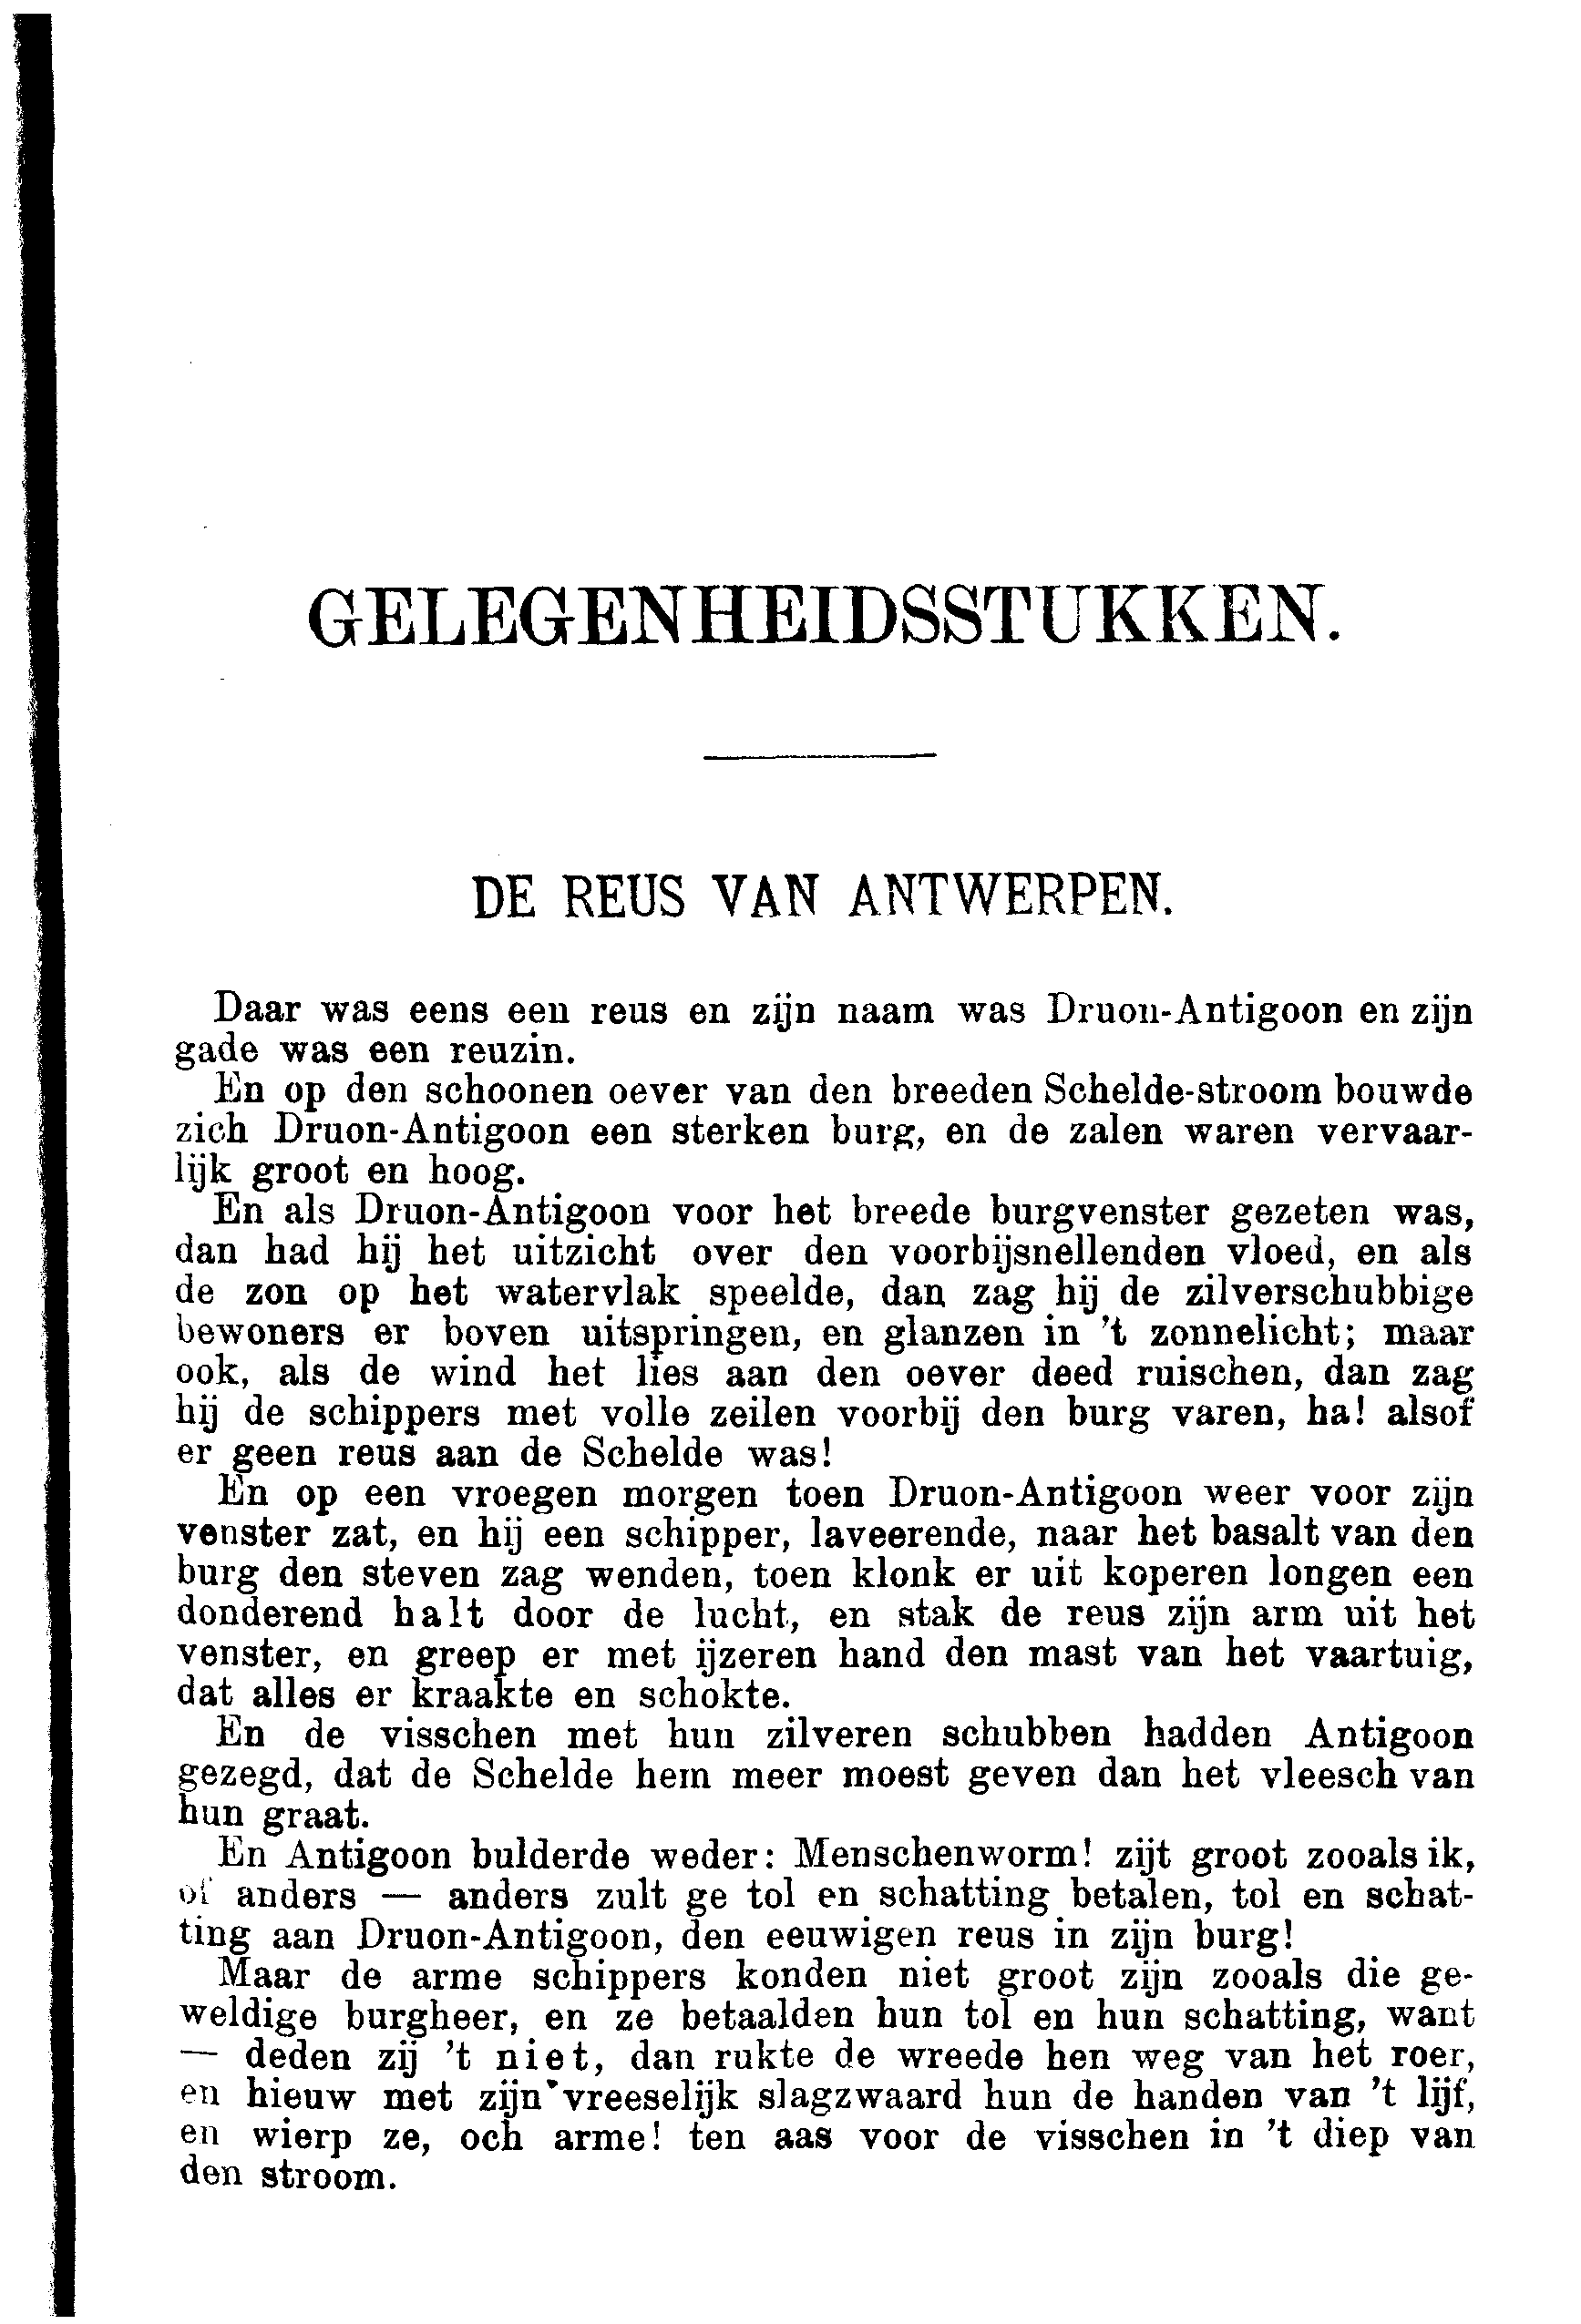 GELEGENHEIDSSTUKKEN.
DE REUS VAN ANTWERPEN.
Daar was eens een reus en zijn naam was Druon-Antigoon en zijn
gade was een reuzin.
En op den schoonen oever van den breeden Schelde-stroom bouwde
zich Druon-Antigoon een sterken burg, en de zalen waren vervaar-
lijk groot en hoog.
En als Druon-Antigoon voor het breede burgvenster gezeten was,
dan had hij het uitzicht over den voorbijsnellenden vloed, en als
de zon op het watervlak speelde, dan zag hij de zilverschubbige
bewoners er boven uitspringen, en glanzen in 't zonnelicht; maar
ook, als de wind het lies aan den oever deed ruischen, dan zag
hij de schippers met volle zeilen voorbij den burg varen, ha! alsof
er geen reus aan de Schelde was!
En op een vroegen morgen toen Druon-Antigoon weer voor zijn
venster zat, en hij een schipper, laveerende, naar het basalt van den
burg den steven zag wenden, toen klonk er uit koperen longen een
donderend halt door de lucht, en stak de reus zijn arm uit het
venster, en greep er met ijzeren hand den mast van het vaartuig,
dat alles er kraakte en schokte.
En de visschen met hun zilveren schubben hadden Antigoon
gezegd, dat de Schelde hem meer moest geven dan het vleesch van
hun graat.
En Antigoon bulderde weder: Menschenworm! zijt groot zooals ik,
of anders — anders zult ge tol en schatting betalen, tol en schat-
ting aan Druon-Antigoon, den eeuwigen reus in zijn burg!
Maar de arme schippers konden niet groot zijn zooals die ge-
weldige burgheer, en ze betaalden hun tol en hun schatting, want
— deden zij 't niet, dan rukte de wreede hen weg van het roer,
en hieuw met zijn vreeselijk slagzwaard hun de handen van 't lijf,
en wierp ze, och arme! ten aas voor de visschen in 't diep van
den stroom.